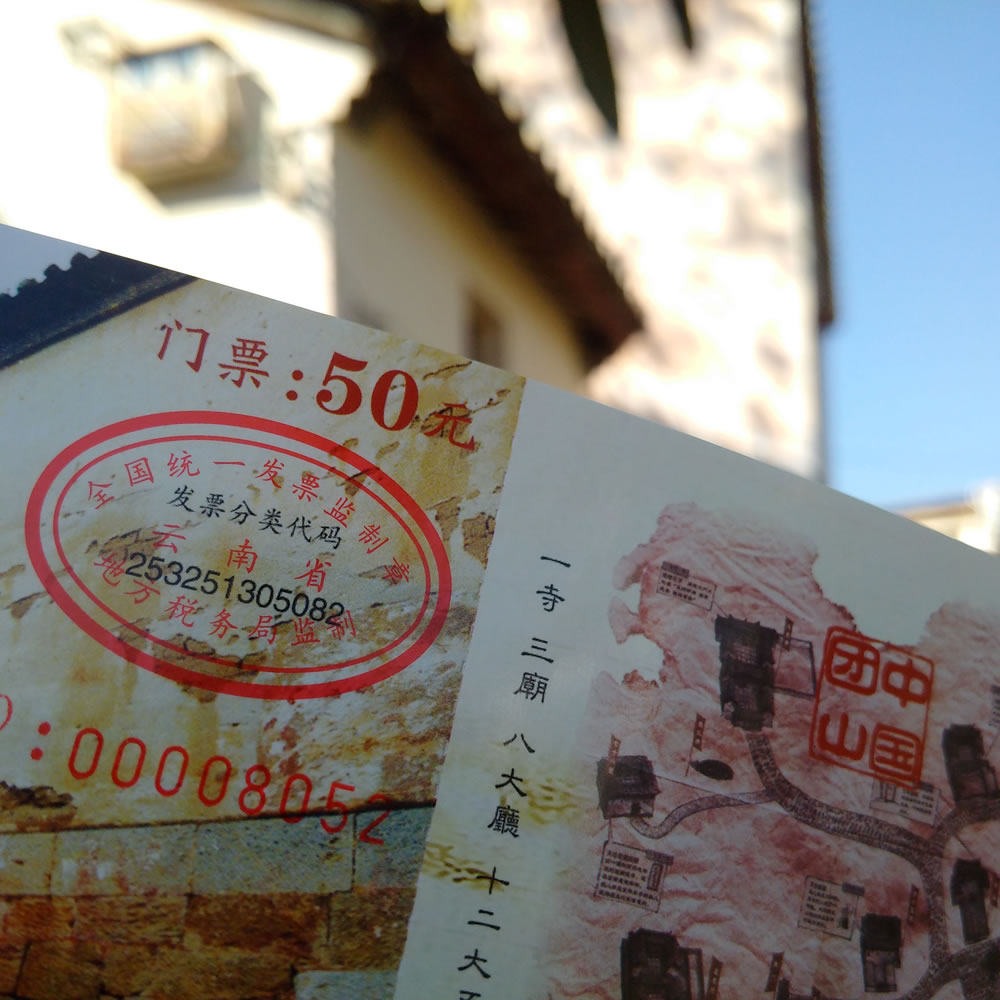 门票:50元
全国统一发票监制章
发票分类代码
云南省
253251305082
地方税务局监制
:00008052
一寺三廟八大廳十二大
中国
团山